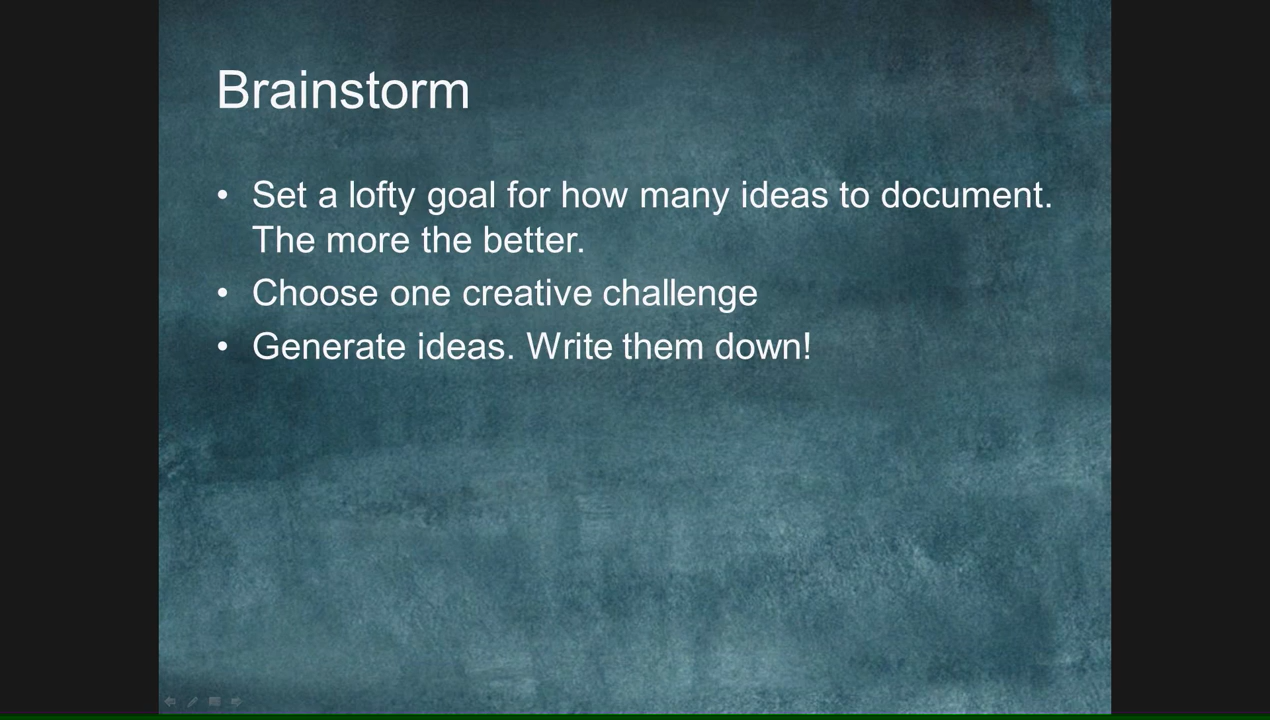 Brainstorm
• Set a lofty goal for how many ideas to document.
The more the better.
• Choose one creative challenge
• Generate ideas. Write them down!